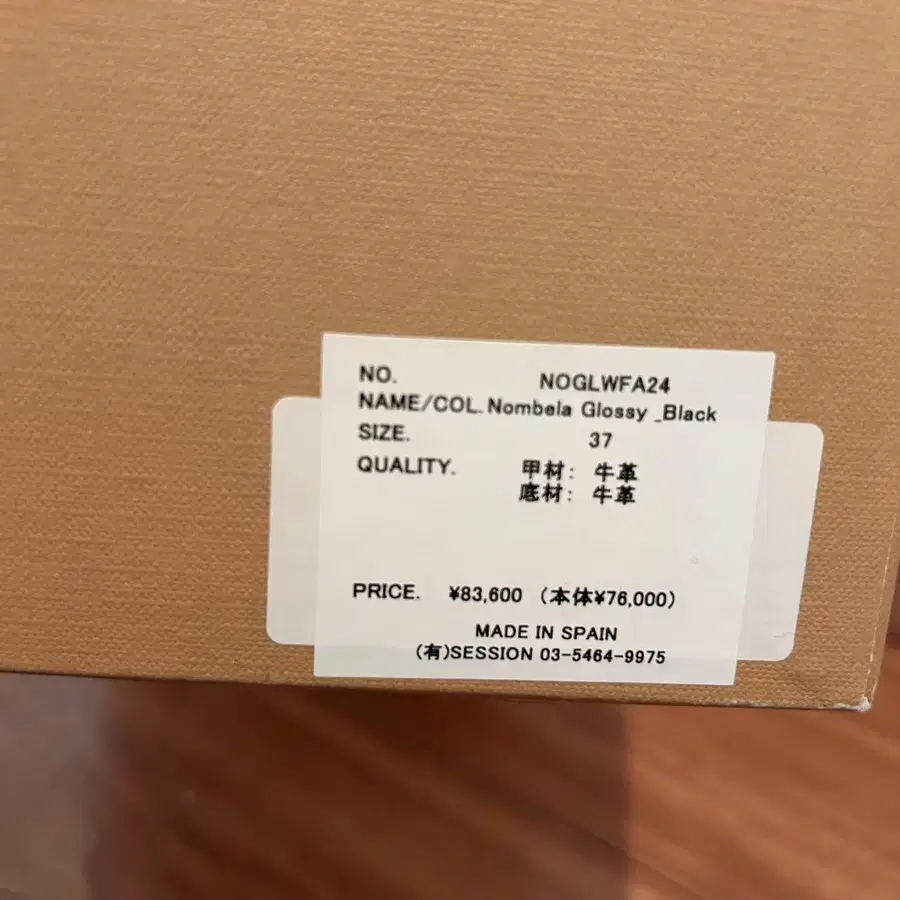 NO. NOGLWFA24
NAME/COL. Nombela Glossy _Black
SIZE. 37
QUALITY. 甲材: 牛革
底材: 牛革
PRICE. ¥83,600 (本体¥76,000)
MADE IN SPAIN
(有)SESSION 03-5464-9975